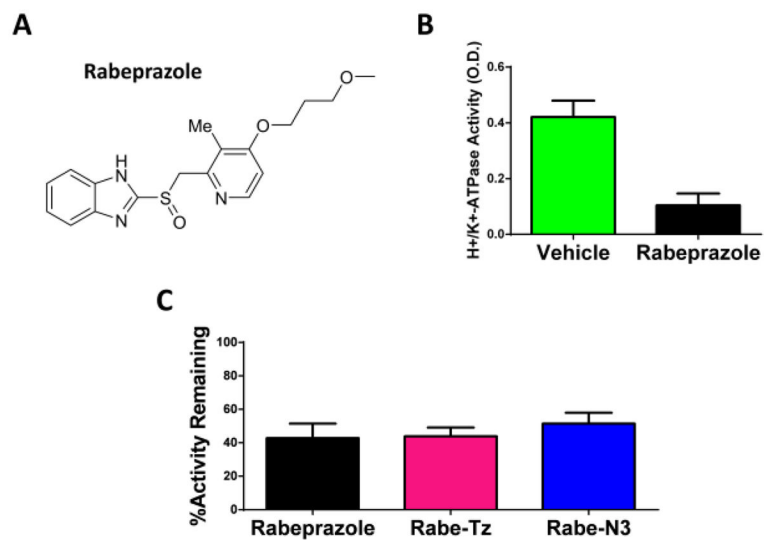 A
Rabeprazole
O
Me
O
H
N
S
N
N
O
B
H+/K+-ATPase Activity (O.D.)
0.6
0.4
0.2
0.0
Vehicle Rabeprazole
C
%Activity Remaining
100
80
60
40
20
0
Rabeprazole Rabe-Tz Rabe-N3